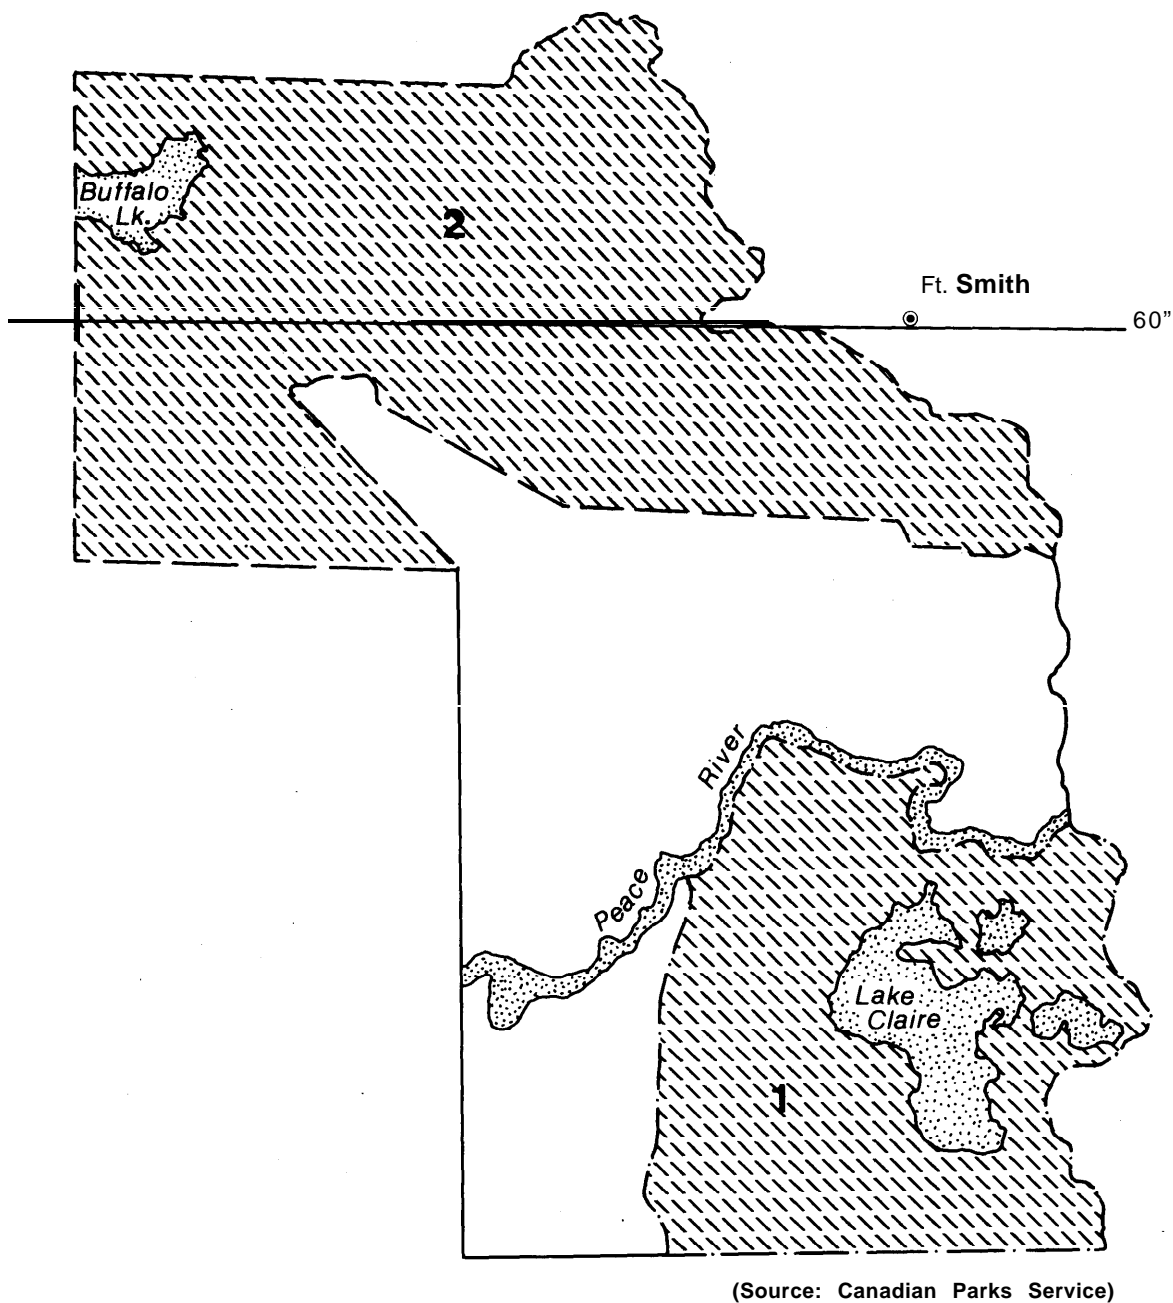 Buffalo
Lk.
2
Ft. Smith
60"
River
Peace
Lake
Claire
1
(Source: Canadian Parks Service)